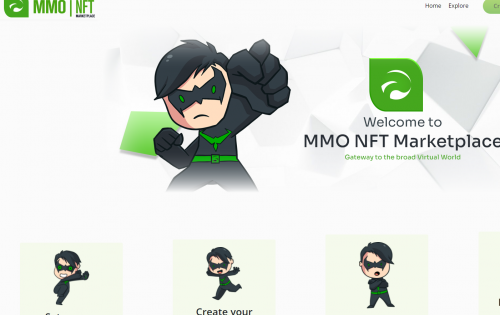 MMO | NFT
MARKETPLACE
Home
Explore
Welcome to
MMO NFT Marketplace
Gateway to the broad Virtual World
Create your